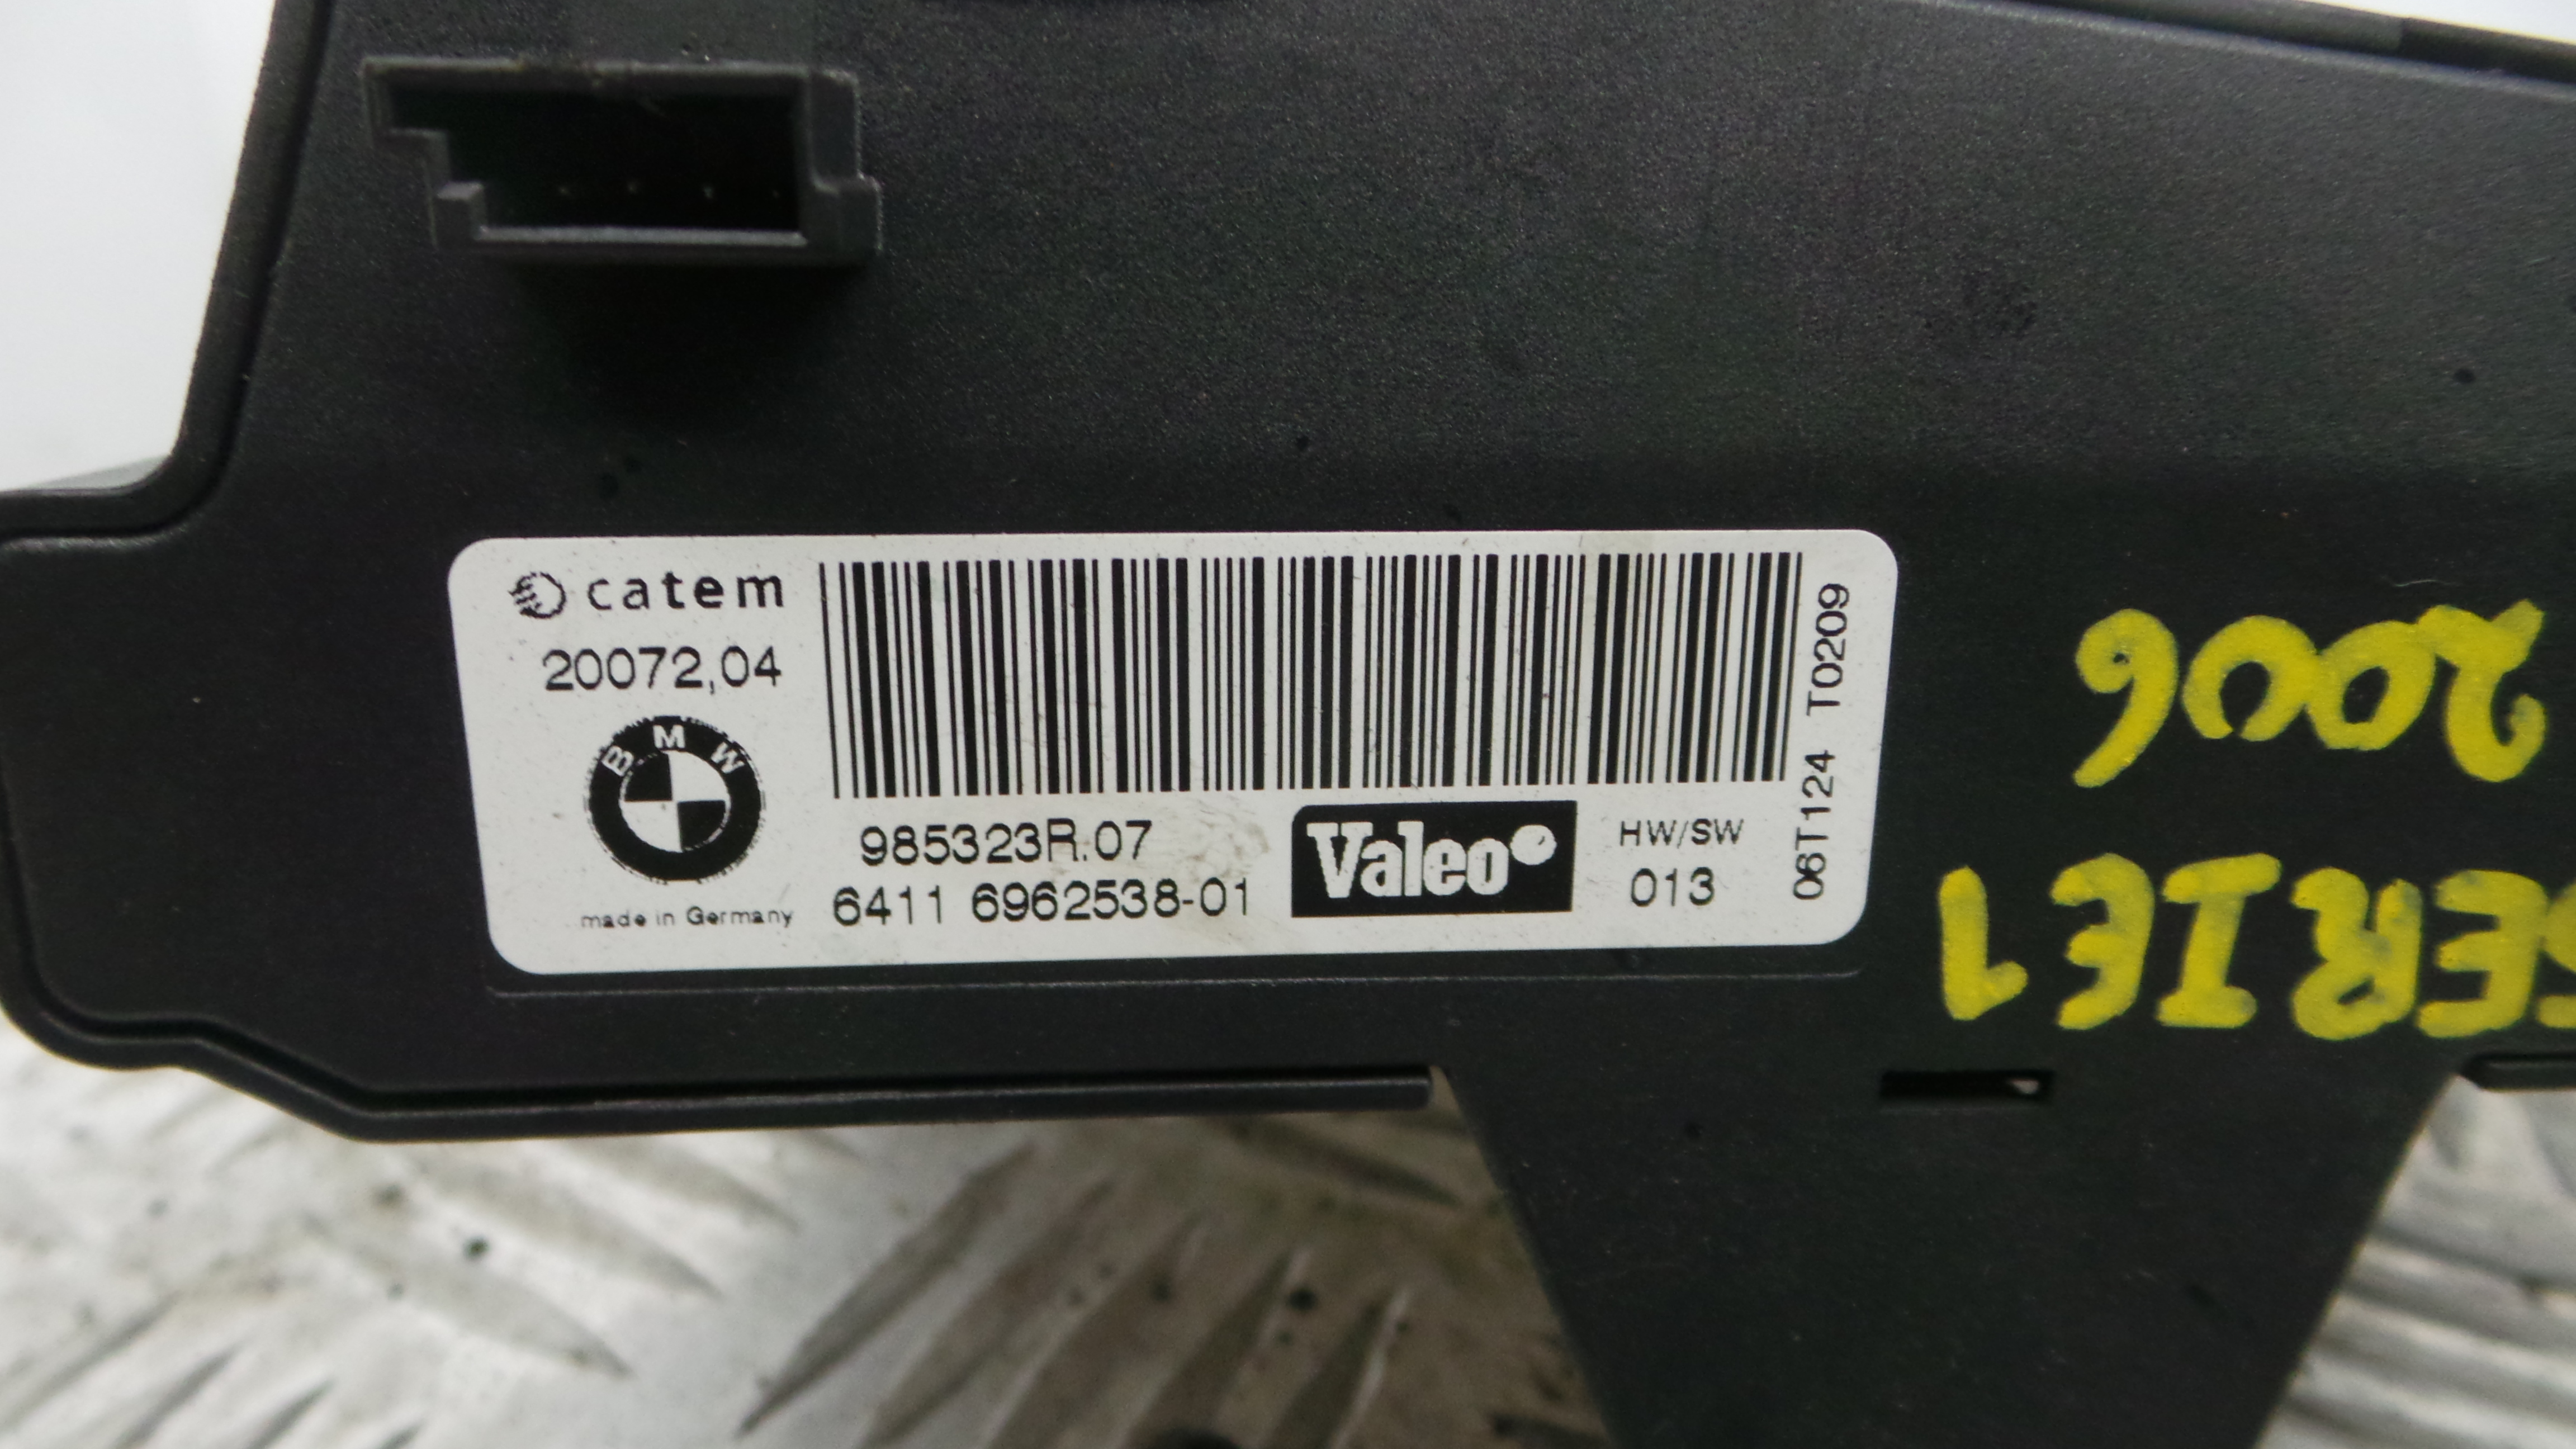 catem
20072,04
BMW
made in Germany
985323R.07
6411 6962538-01
Valeo
HW/SW
013
06T124 T0209
SERIE1
2006